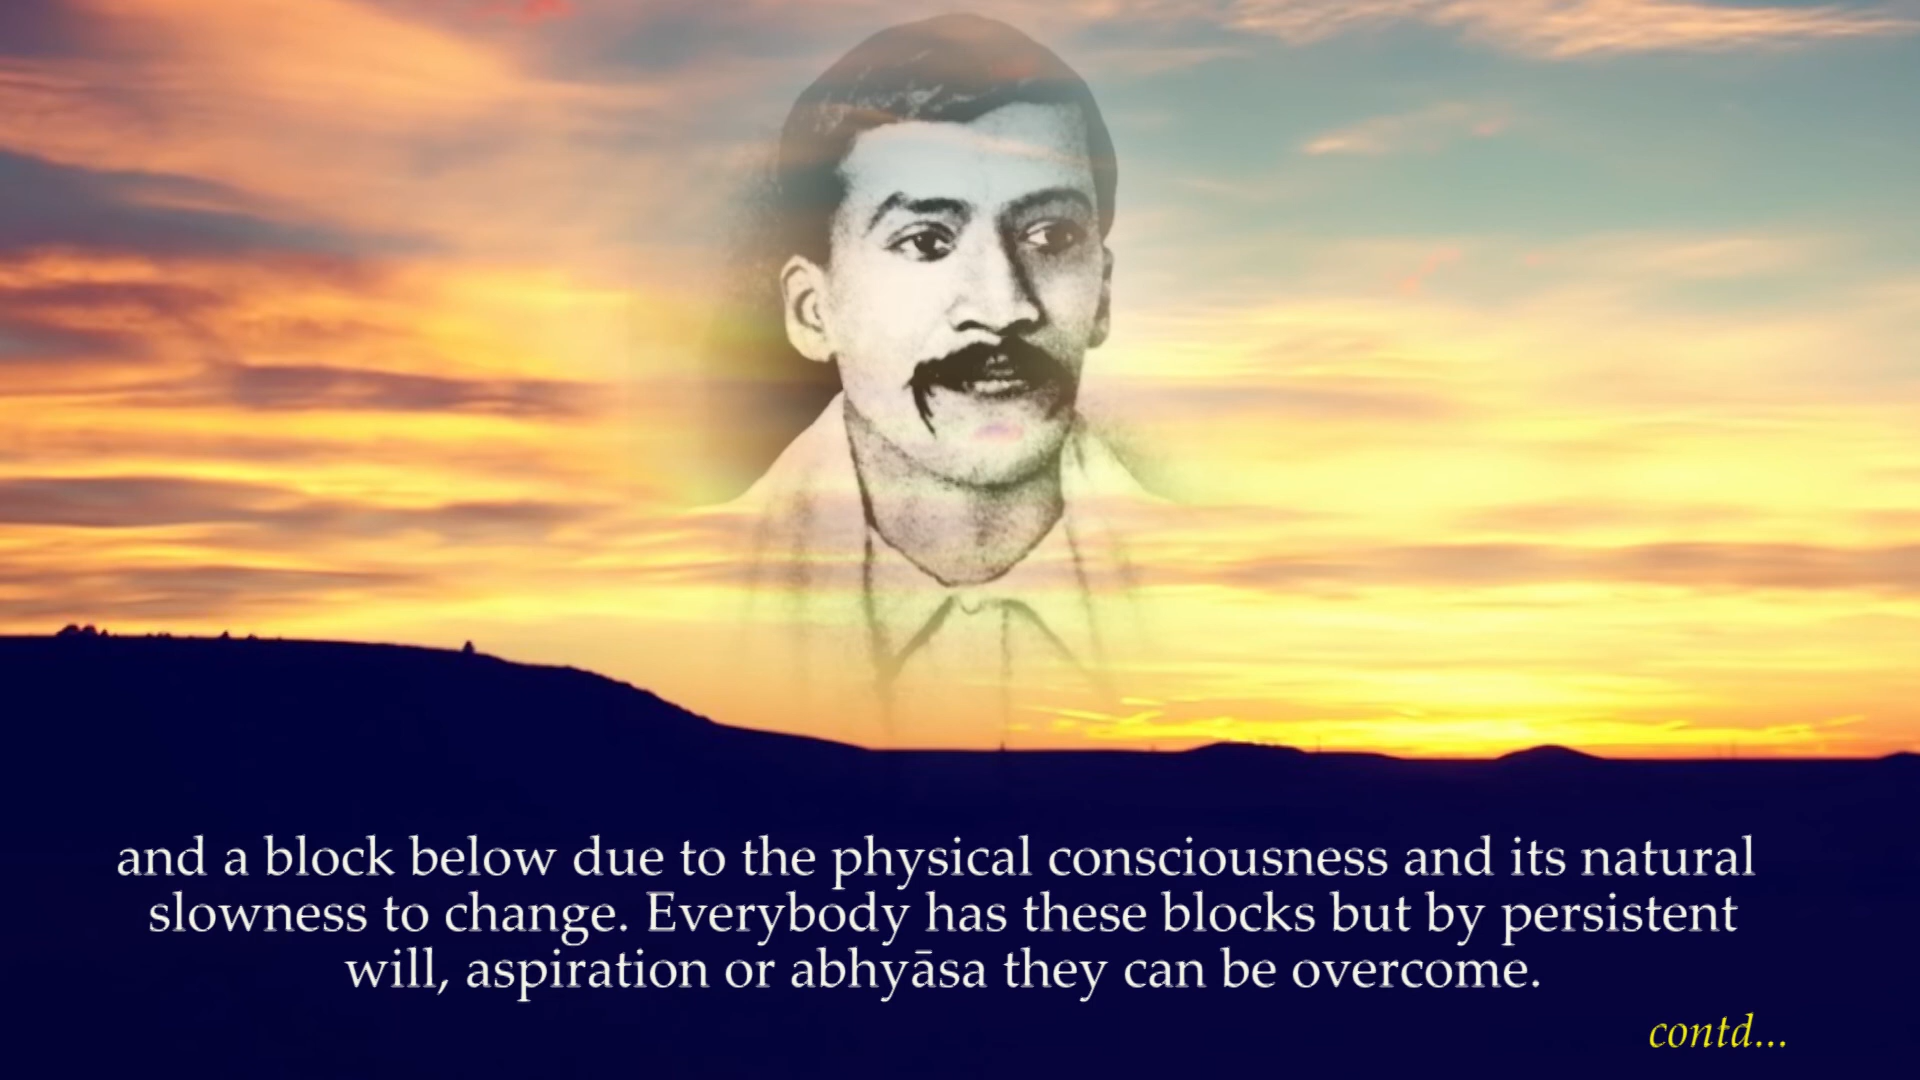 and a block below due to the physical consciousness and its natural
slowness to change. Everybody has these blocks but by persistent
will, aspiration or abhyāsa they can be overcome.
contd...